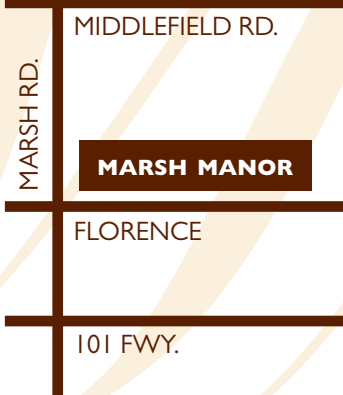 MIDDLEFIELD RD.
MARSH RD.
MARSH MANOR
FLORENCE
101 FWY.